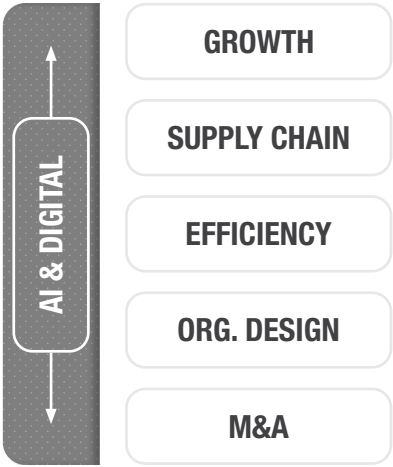 AI & DIGITAL
GROWTH
SUPPLY CHAIN
EFFICIENCY
ORG. DESIGN
M&A